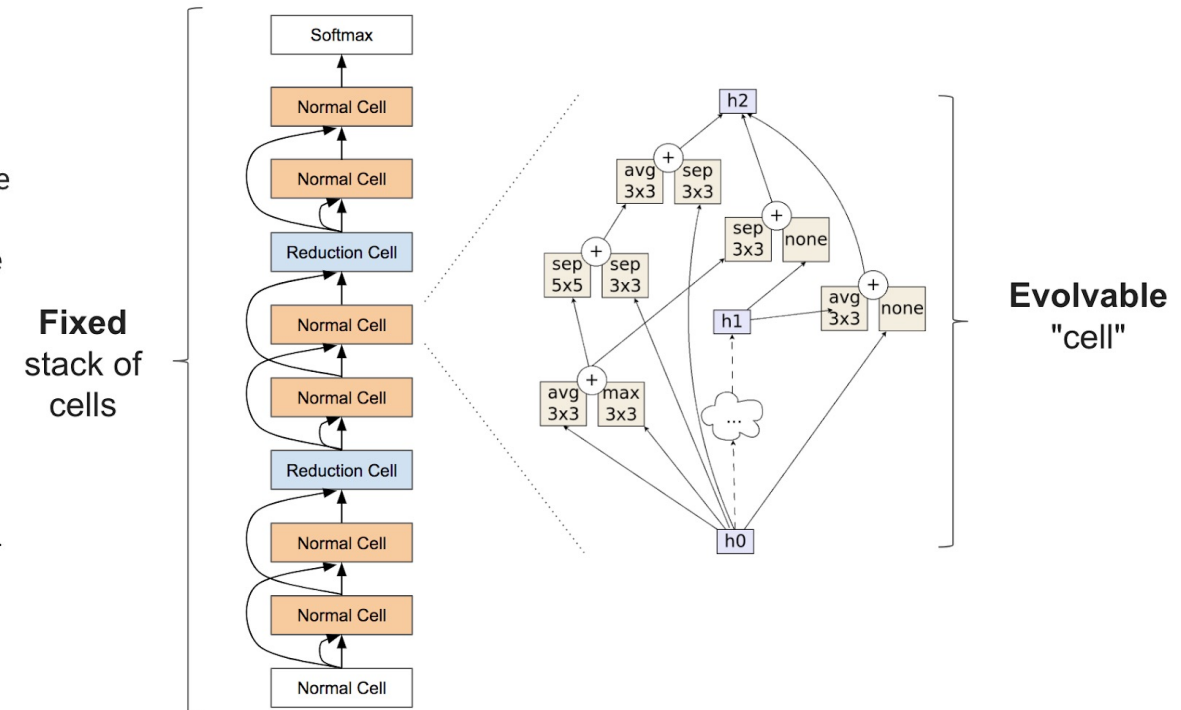 Softmax
Normal Cell
Normal Cell
Reduction Cell
Normal Cell
Normal Cell
Reduction Cell
Normal Cell
Normal Cell
Normal Cell
e
e
.
Fixed
stack of
cells
h2
+
avg
3x3
sep
3x3
+
sep
3x3
none
+
sep
5x5
sep
3x3
+
avg
3x3
none
h1
+
avg
3x3
max
3x3
...
h0
Evolvable
"cell"